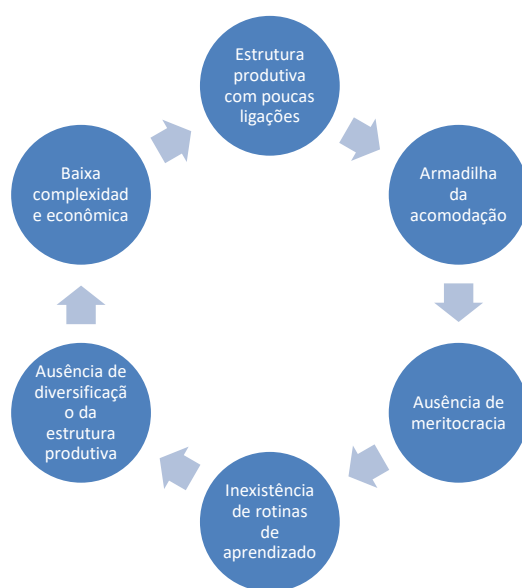 Estrutura
produtiva
com poucas
ligações
Armadilha
da
acomodação
Ausência de
meritocracia
Inexistência
de rotinas
de
aprendizado
Ausência de
diversificaçã
o da
estrutura
produtiva
Baixa
complexidad
e econômica